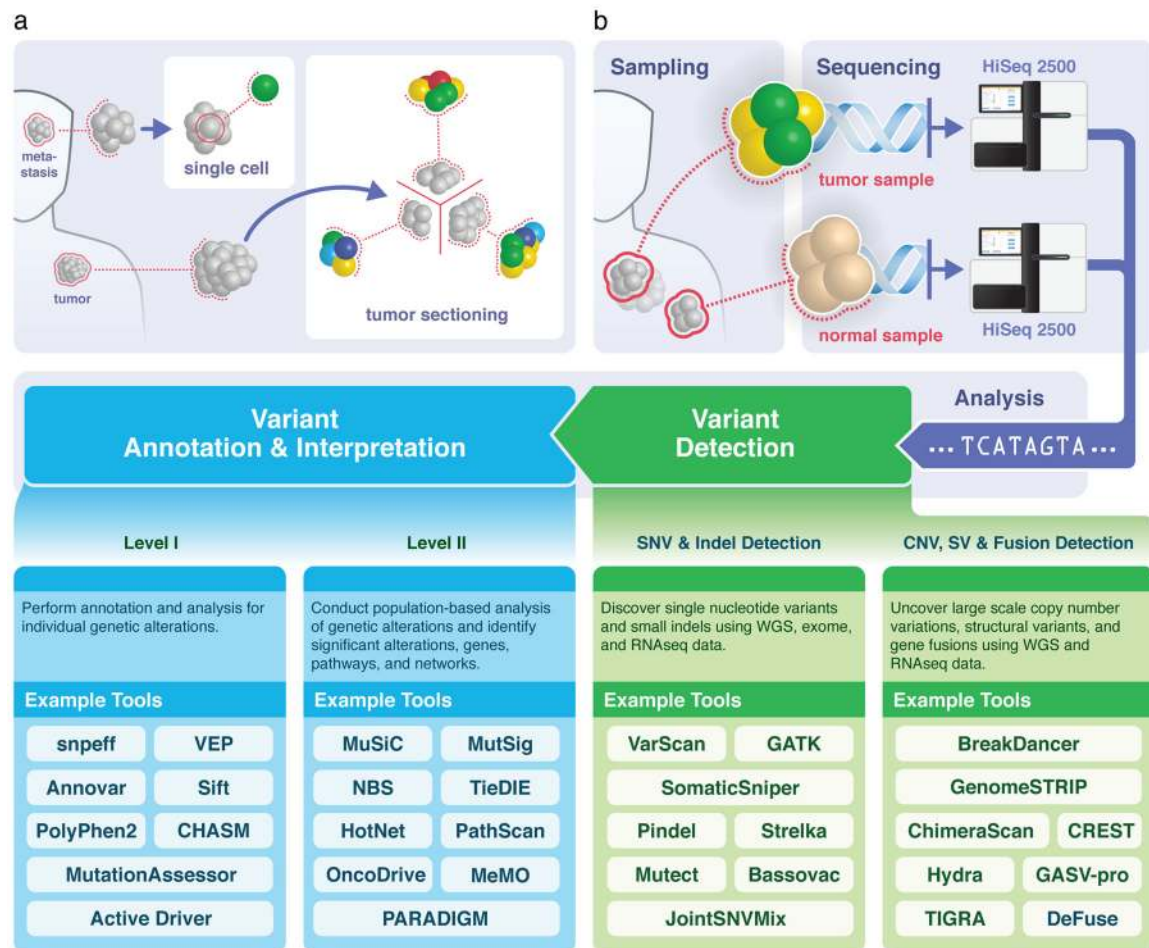 a
meta-
stasis
single cell
tumor
tumor sectioning
b
Sampling
Sequencing
HiSeq 2500
tumor sample
normal sample
HiSeq 2500
Analysis
... TCATAGTA ...
Variant
Detection
Variant
Annotation & Interpretation
Level I
Perform annotation and analysis for
individual genetic alterations.
Example Tools
snpeff
VEP
Annovar
Sift
PolyPhen2
CHASM
MutationAssessor
Active Driver
Level II
Conduct population-based analysis
of genetic alterations and identify
significant alterations, genes,
pathways, and networks.
Example Tools
MuSiC
MutSig
NBS
TieDIE
HotNet
PathScan
OncoDrive
MeMO
PARADIGM
SNV & Indel Detection
Discover single nucleotide variants
and small indels using WGS, exome,
and RNAseq data.
Example Tools
VarScan
GATK
SomaticSniper
Pindel
Strelka
Mutect
Bassovac
JointSNVMix
CNV, SV & Fusion Detection
Uncover large scale copy number
variations, structural variants, and
gene fusions using WGS and
RNAseq data.
Example Tools
BreakDancer
GenomeSTRIP
ChimeraScan
CREST
Hydra
GASV-pro
TIGRA
DeFuse